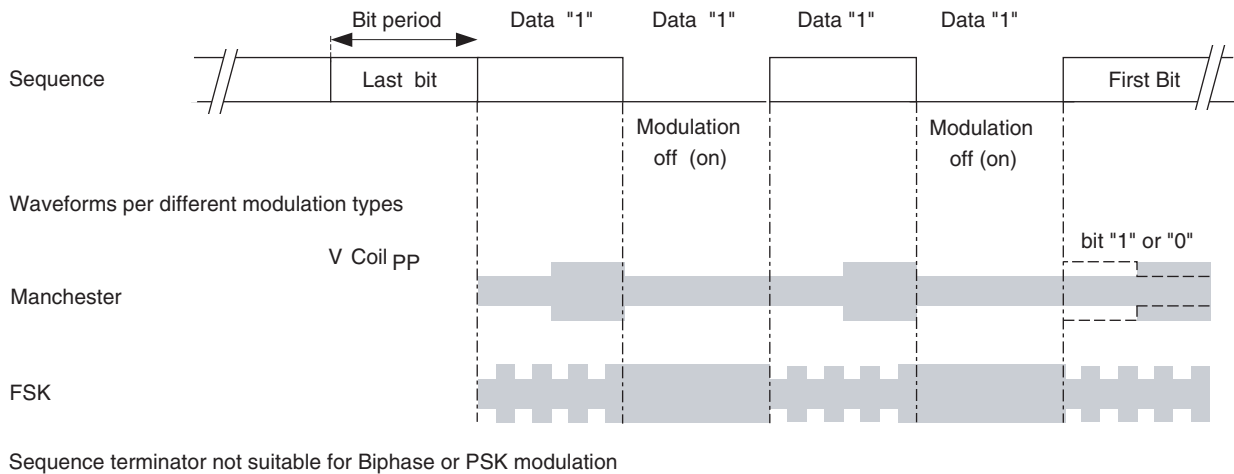 Bit period Data "1" Data "1" Data "1" Data "1"
Sequence Last bit First Bit
Modulation
off (on)
Modulation
off (on)
Waveforms per different modulation types
V Coil PP
bit "1" or "0"
Manchester
FSK
Sequence terminator not suitable for Biphase or PSK modulation